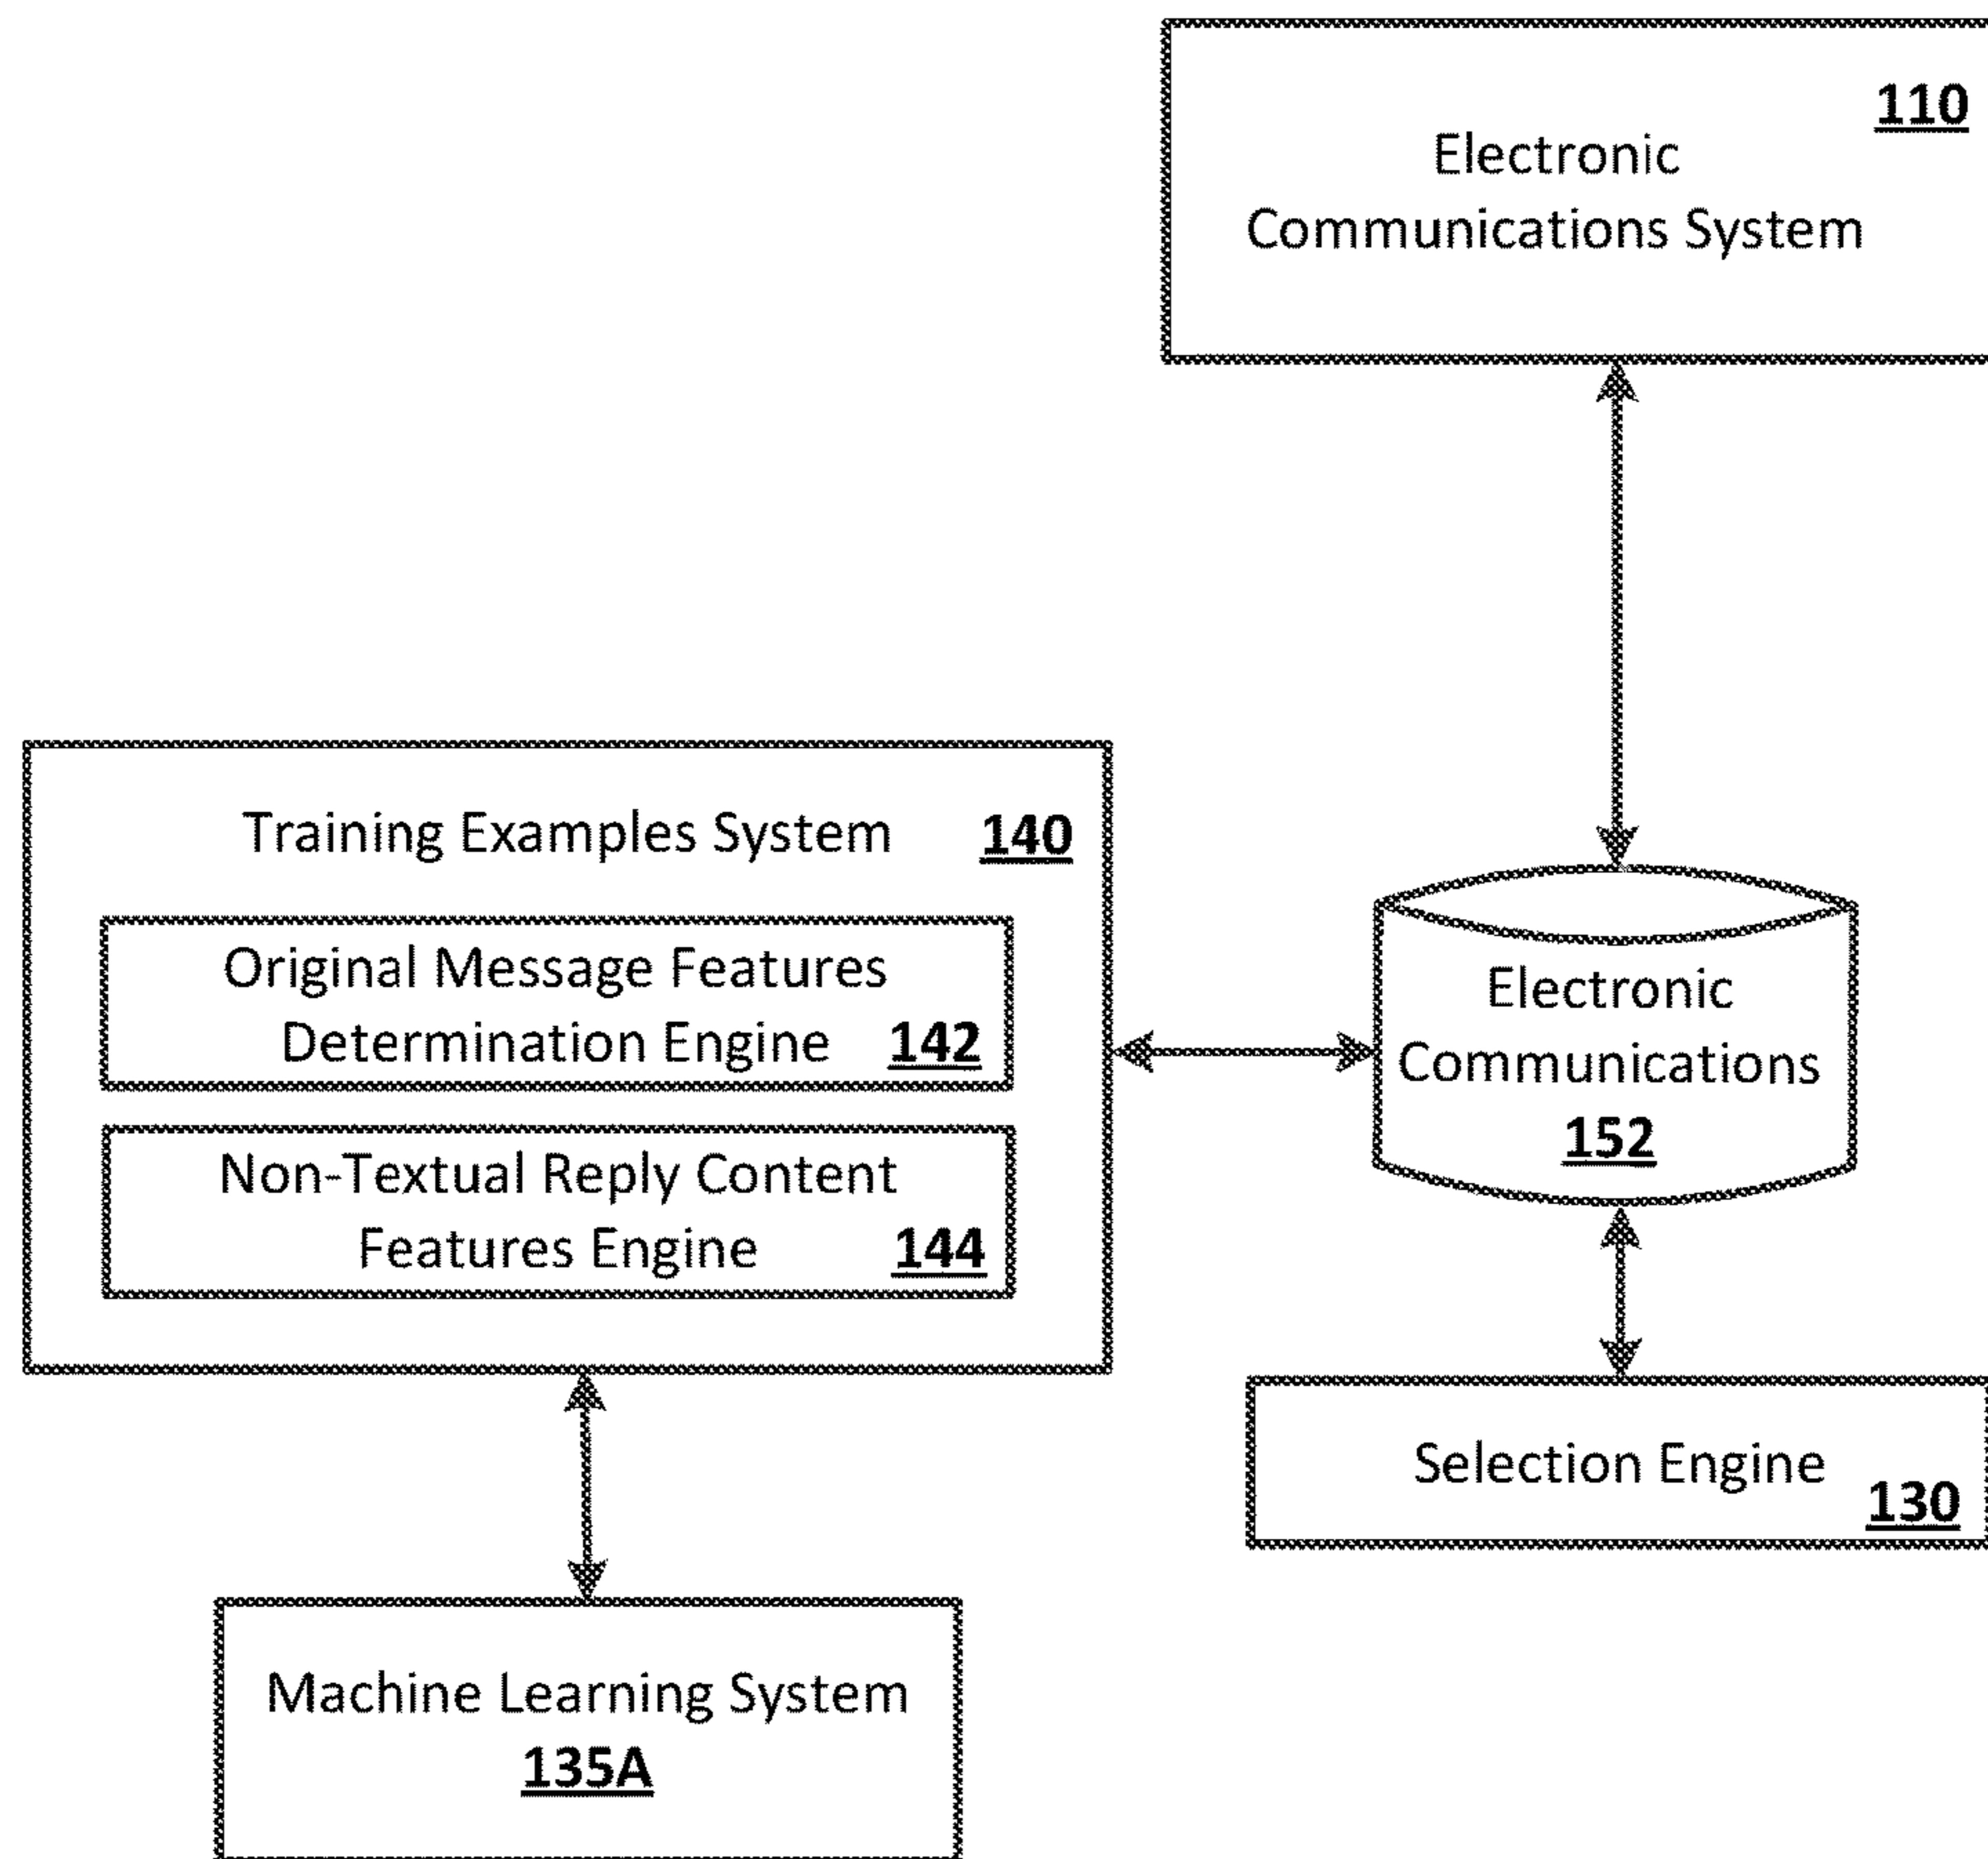 110
Electronic
Communications System
Training Examples System 140
Original Message Features
Determination Engine 142
Non-Textual Reply Content
Features Engine 144
Electronic
Communications
152
Selection Engine
130
Machine Learning System
135A